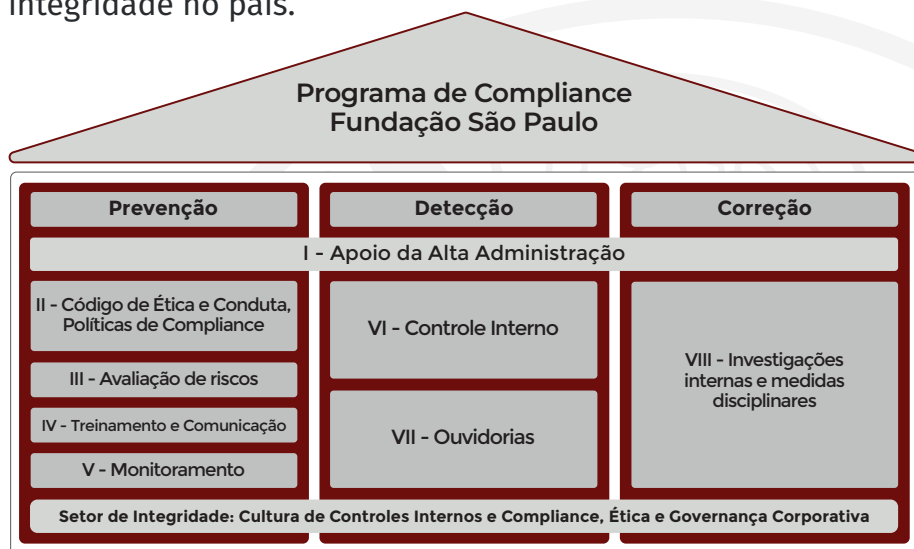 integridade no país.
Programa de Compliance
Fundação São Paulo
Prevenção
Detecção
Correção
I - Apoio da Alta Administração
II - Código de Ética e Conduta,
Políticas de Compliance
III - Avaliação de riscos
IV - Treinamento e Comunicação
V - Monitoramento
VI - Controle Interno
VII - Ouvidorias
VIII - Investigações
internas e medidas
disciplinares
Setor de Integridade: Cultura de Controles Internos e Compliance, Ética e Governança Corporativa